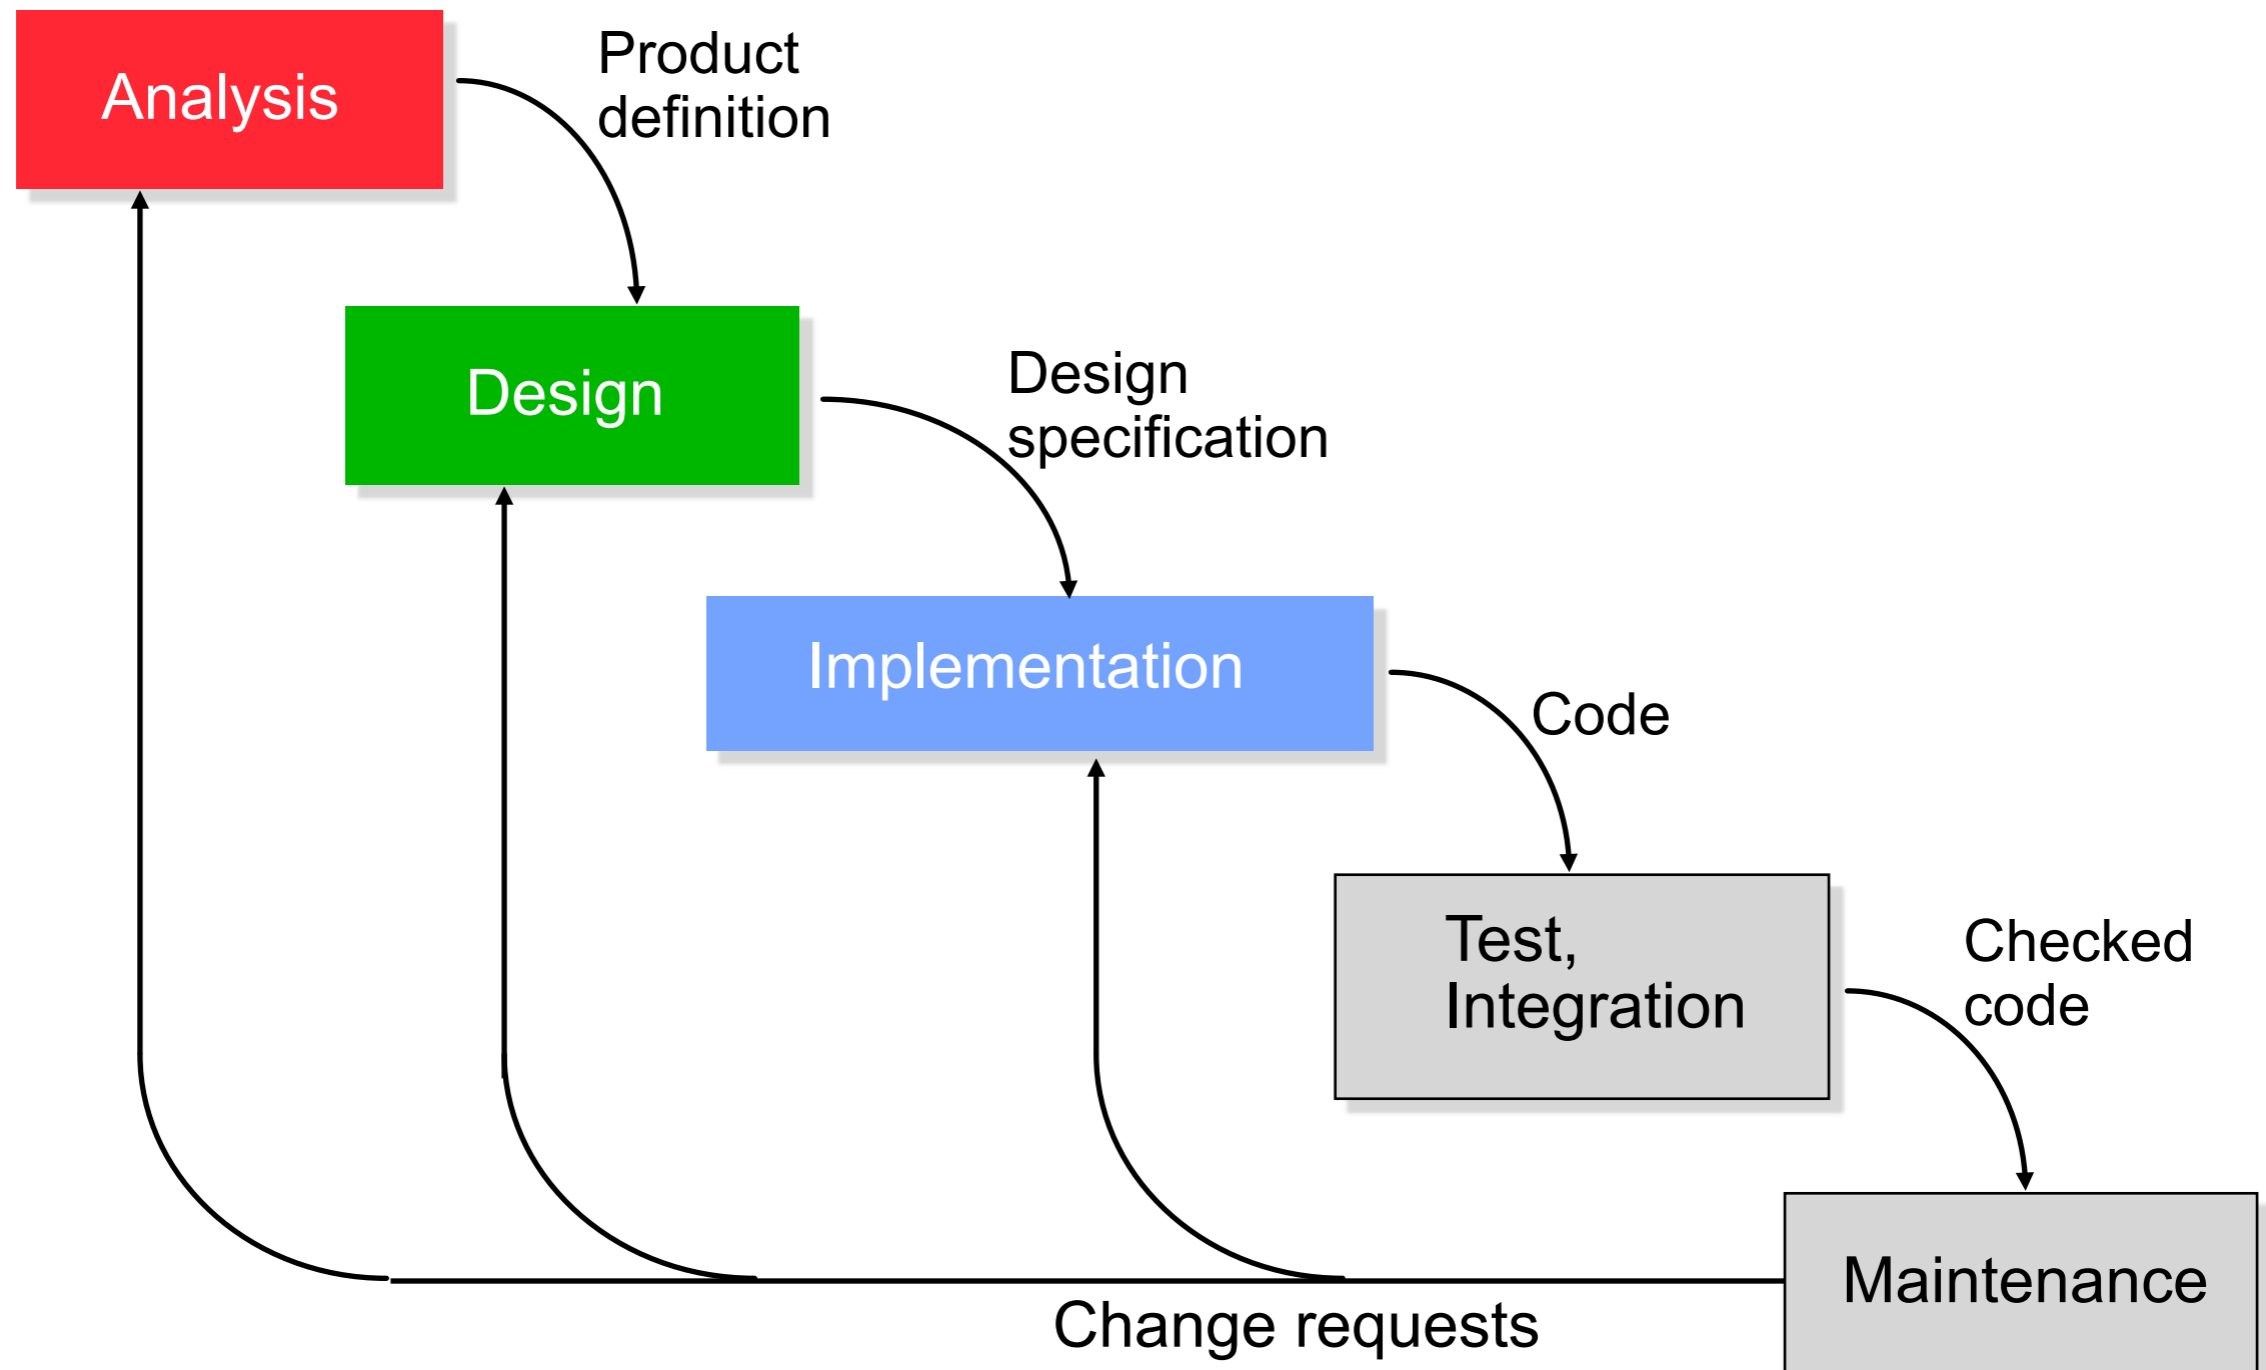 Analysis
Product
definition
Design
Design
specification
Implementation
Code
Test,
Integration
Checked
code
Maintenance
Change requests